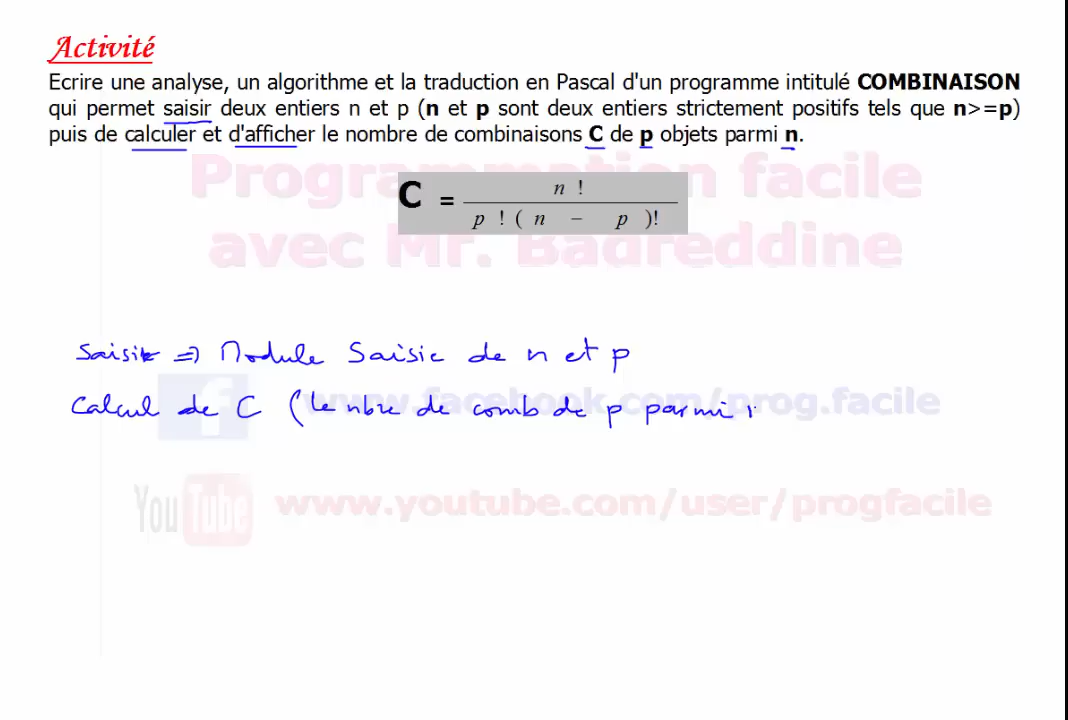 Activité
Ecrire une analyse, un algorithme et la traduction en Pascal d'un programme intitulé COMBINAISON
qui permet saisir deux entiers n et p (n et p sont deux entiers strictement positifs tels que n>=p)
puis de calculer et d'afficher le nombre de combinaisons C de p objets parmi n.
Programmation facile
avec Mr. Badreddine
C = n ! / p ! ( n – p )!
Saisie => Module Saisie de n et p
Calcul de C (le nbre de comb de p parmi
www.facebook.com/prog.facile
YouTube www.youtube.com/user/progfacile